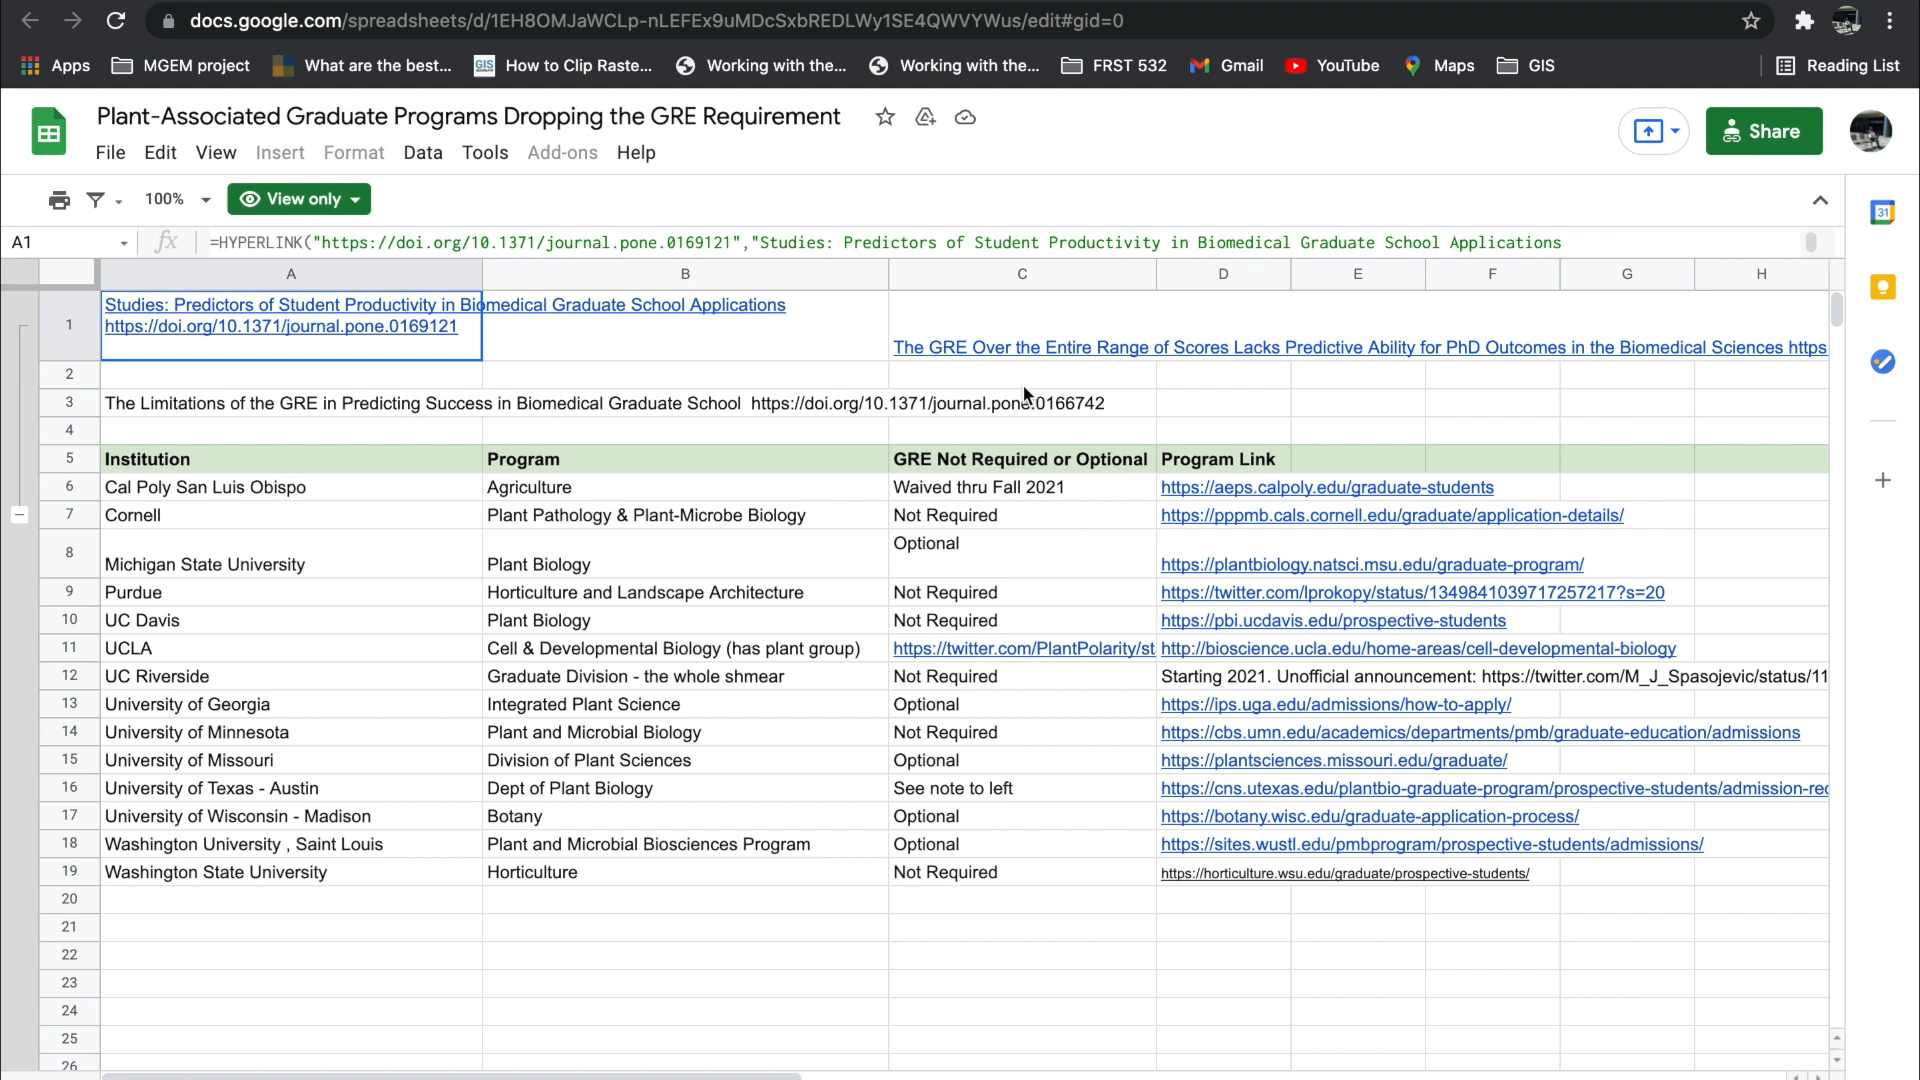 docs.google.com/spreadsheets/d/1EH8OMJaWCLp-nLEFEx9uMDcSxbREDLWy1SE4QWVYWus/edit#gid=0
Apps MGEM project What are the best... GIS How to Clip Raste... Working with the... Working with the... FRST 532 Gmail YouTube Maps GIS Reading List
Plant-Associated Graduate Programs Dropping the GRE Requirement
File Edit View Insert Format Data Tools Add-ons Help
Share
100% View only
31
A1 fx =HYPERLINK("https://doi.org/10.1371/journal.pone.0169121","Studies: Predictors of Student Productivity in Biomedical Graduate School Applications
A B C D E F G H
1 Studies: Predictors of Student Productivity in Biomedical Graduate School Applications
https://doi.org/10.1371/journal.pone.0169121
The GRE Over the Entire Range of Scores Lacks Predictive Ability for PhD Outcomes in the Biomedical Sciences https
2
3 The Limitations of the GRE in Predicting Success in Biomedical Graduate School https://doi.org/10.1371/journal.pone.0166742
4
5 Institution Program GRE Not Required or Optional Program Link
6 Cal Poly San Luis Obispo Agriculture Waived thru Fall 2021 https://aeps.calpoly.edu/graduate-students
7 Cornell Plant Pathology & Plant-Microbe Biology Not Required https://pppmb.cals.cornell.edu/graduate/application-details/
8 Michigan State University Plant Biology Optional https://plantbiology.natsci.msu.edu/graduate-program/
9 Purdue Horticulture and Landscape Architecture Not Required https://twitter.com/lprokopy/status/1349841039717257217?s=20
10 UC Davis Plant Biology Not Required https://pbi.ucdavis.edu/prospective-students
11 UCLA Cell & Developmental Biology (has plant group) https://twitter.com/PlantPolarity/st http://bioscience.ucla.edu/home-areas/cell-developmental-biology
12 UC Riverside Graduate Division - the whole shmear Not Required Starting 2021. Unofficial announcement: https://twitter.com/M_J_Spasojevic/status/11
13 University of Georgia Integrated Plant Science Optional https://ips.uga.edu/admissions/how-to-apply/
14 University of Minnesota Plant and Microbial Biology Not Required https://cbs.umn.edu/academics/departments/pmb/graduate-education/admissions
15 University of Missouri Division of Plant Sciences Optional https://plantsciences.missouri.edu/graduate/
16 University of Texas - Austin Dept of Plant Biology See note to left https://cns.utexas.edu/plantbio-graduate-program/prospective-students/admission-rec
17 University of Wisconsin - Madison Botany Optional https://botany.wisc.edu/graduate-application-process/
18 Washington University , Saint Louis Plant and Microbial Biosciences Program Optional https://sites.wustl.edu/pmbprogram/prospective-students/admissions/
19 Washington State University Horticulture Not Required https://horticulture.wsu.edu/graduate/prospective-students/
20
21
22
23
24
25
26